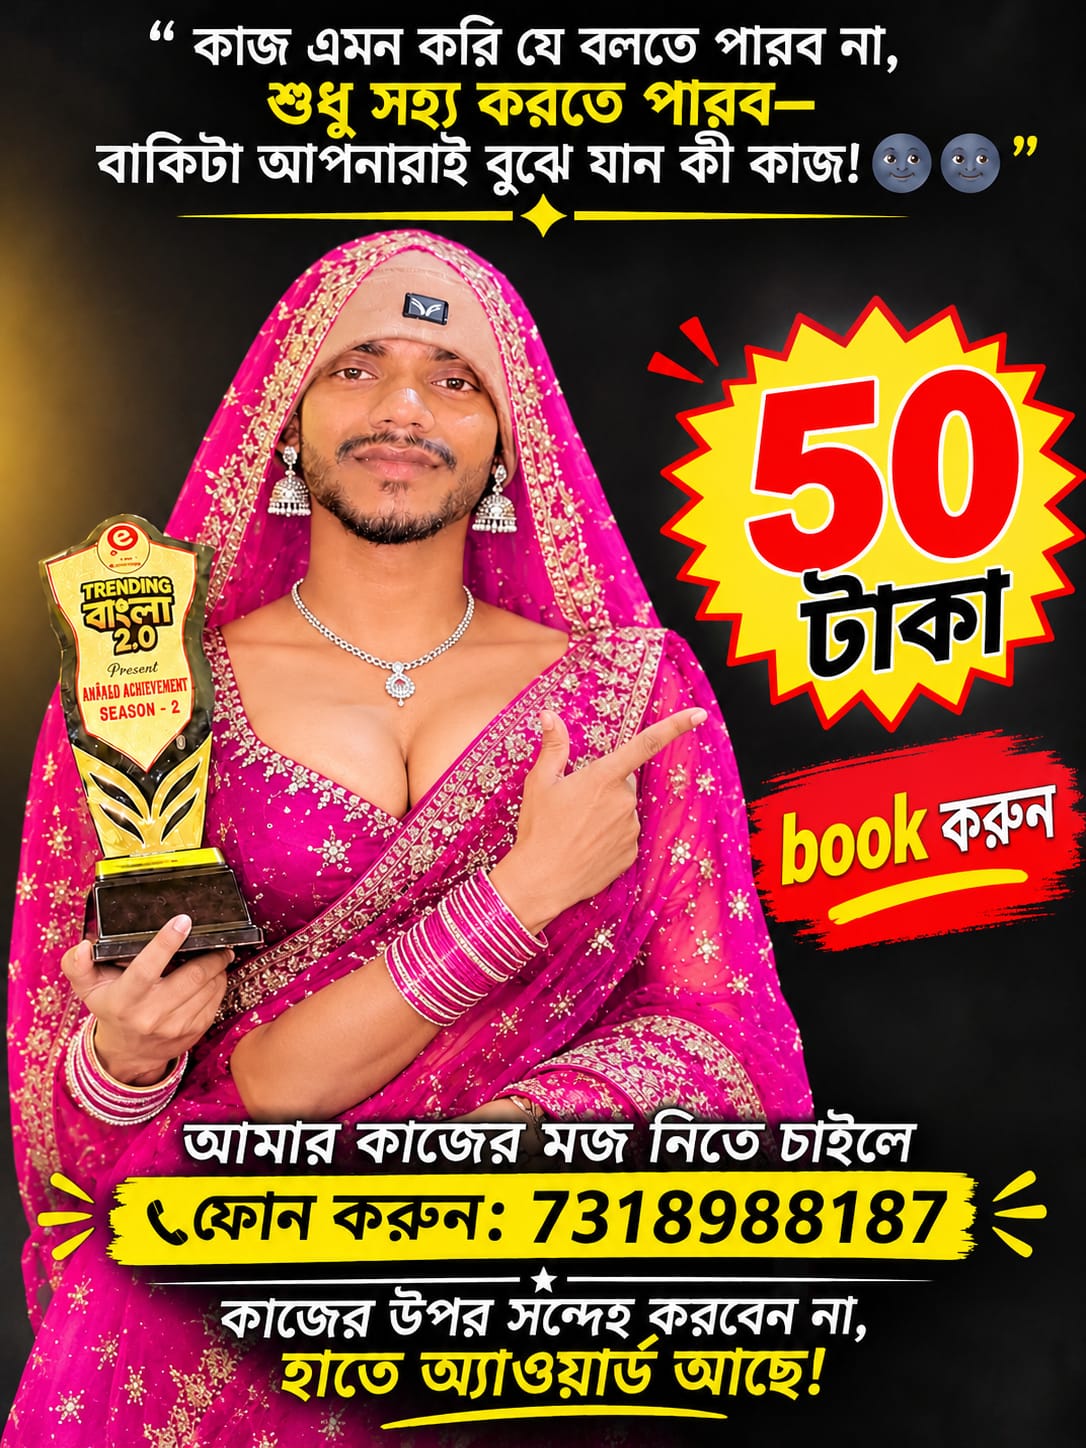 “ কাজ এমন করি যে বলতে পারব না,
শুধু সহ্য করতে পারব—
বাকিটা আপনারাই বুঝে যান কী কাজ! 🌚🌚 ”
50
টাকা
book করুন
e
TRENDING
বাংলা
2.0
Present
ACHIEVEMENT
SEASON - 2
আমার কাজের মজ নিতে চাইলে
📞ফোন করুন: 7318988187
কাজের উপর সন্দেহ করবেন না,
হাতে অ্যাওয়ার্ড আছে!